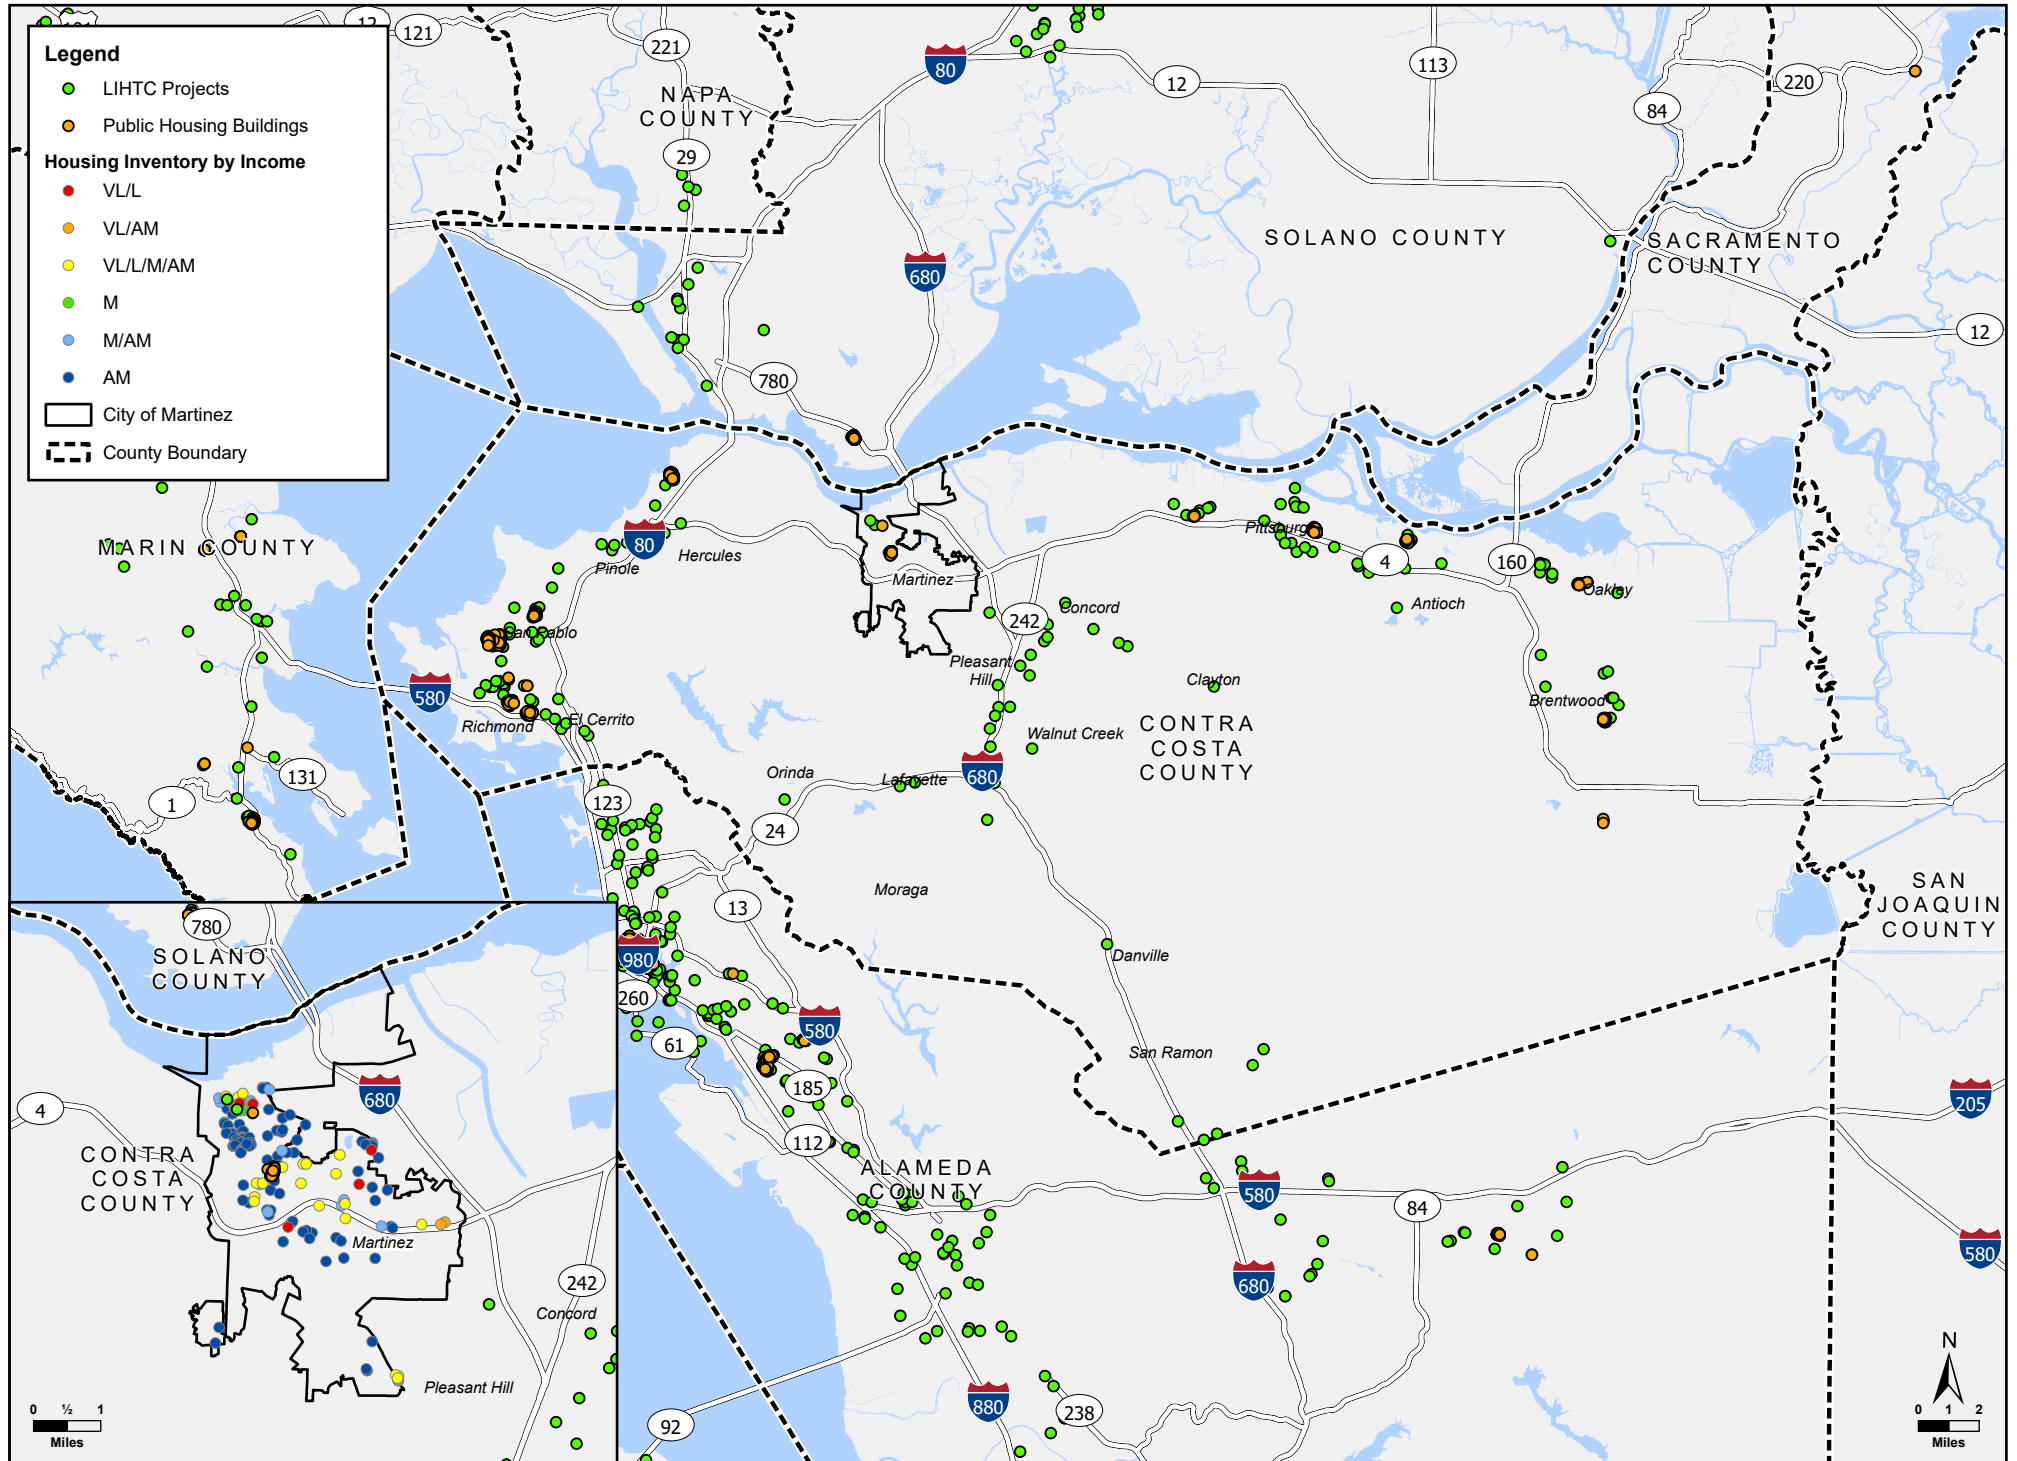 Legend
LIHTC Projects
Public Housing Buildings
Housing Inventory by Income
VL/L
VL/AM
VL/L/M/AM
M
M/AM
AM
City of Martinez
County Boundary
12
121
221
80
12
113
220
84
NAPA
COUNTY
29
SOLANO COUNTY
SACRAMENTO
COUNTY
680
12
780
MARIN COUNTY
80
Hercules
Pinole
Martinez
Pittsburg
4
160
Oakley
Antioch
Concord
242
San Pablo
Pleasant
Hill
Clayton
580
Richmond
El Cerrito
Brentwood
Walnut Creek
CONTRA
COSTA
COUNTY
131
1
Orinda
Lafayette
680
123
24
Moraga
13
SAN
JOAQUIN
COUNTY
Danville
980
260
580
61
San Ramon
185
205
112
ALAMEDA
COUNTY
580
84
580
680
880
238
92
N
0 1 2
Miles
780
SOLANO
COUNTY
680
4
CONTRA
COSTA
COUNTY
Martinez
242
Concord
Pleasant Hill
0 ½ 1
Miles